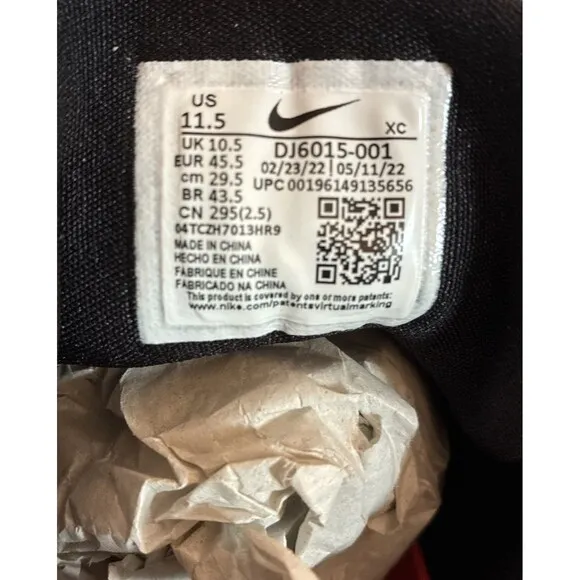 US
11.5
XC
UK 10.5
EUR 45.5
cm 29.5
BR 43.5
CN 295(2.5)
DJ6015-001
02/23/22 | 05/11/22
UPC 00196149135656
04TCZH7013HR9
MADE IN CHINA
HECHO EN CHINA
FABRIQUE EN CHINE
FABRICADO NA CHINA
This product is covered by one or more patents:
www.nike.com/patentsvirtualmarking